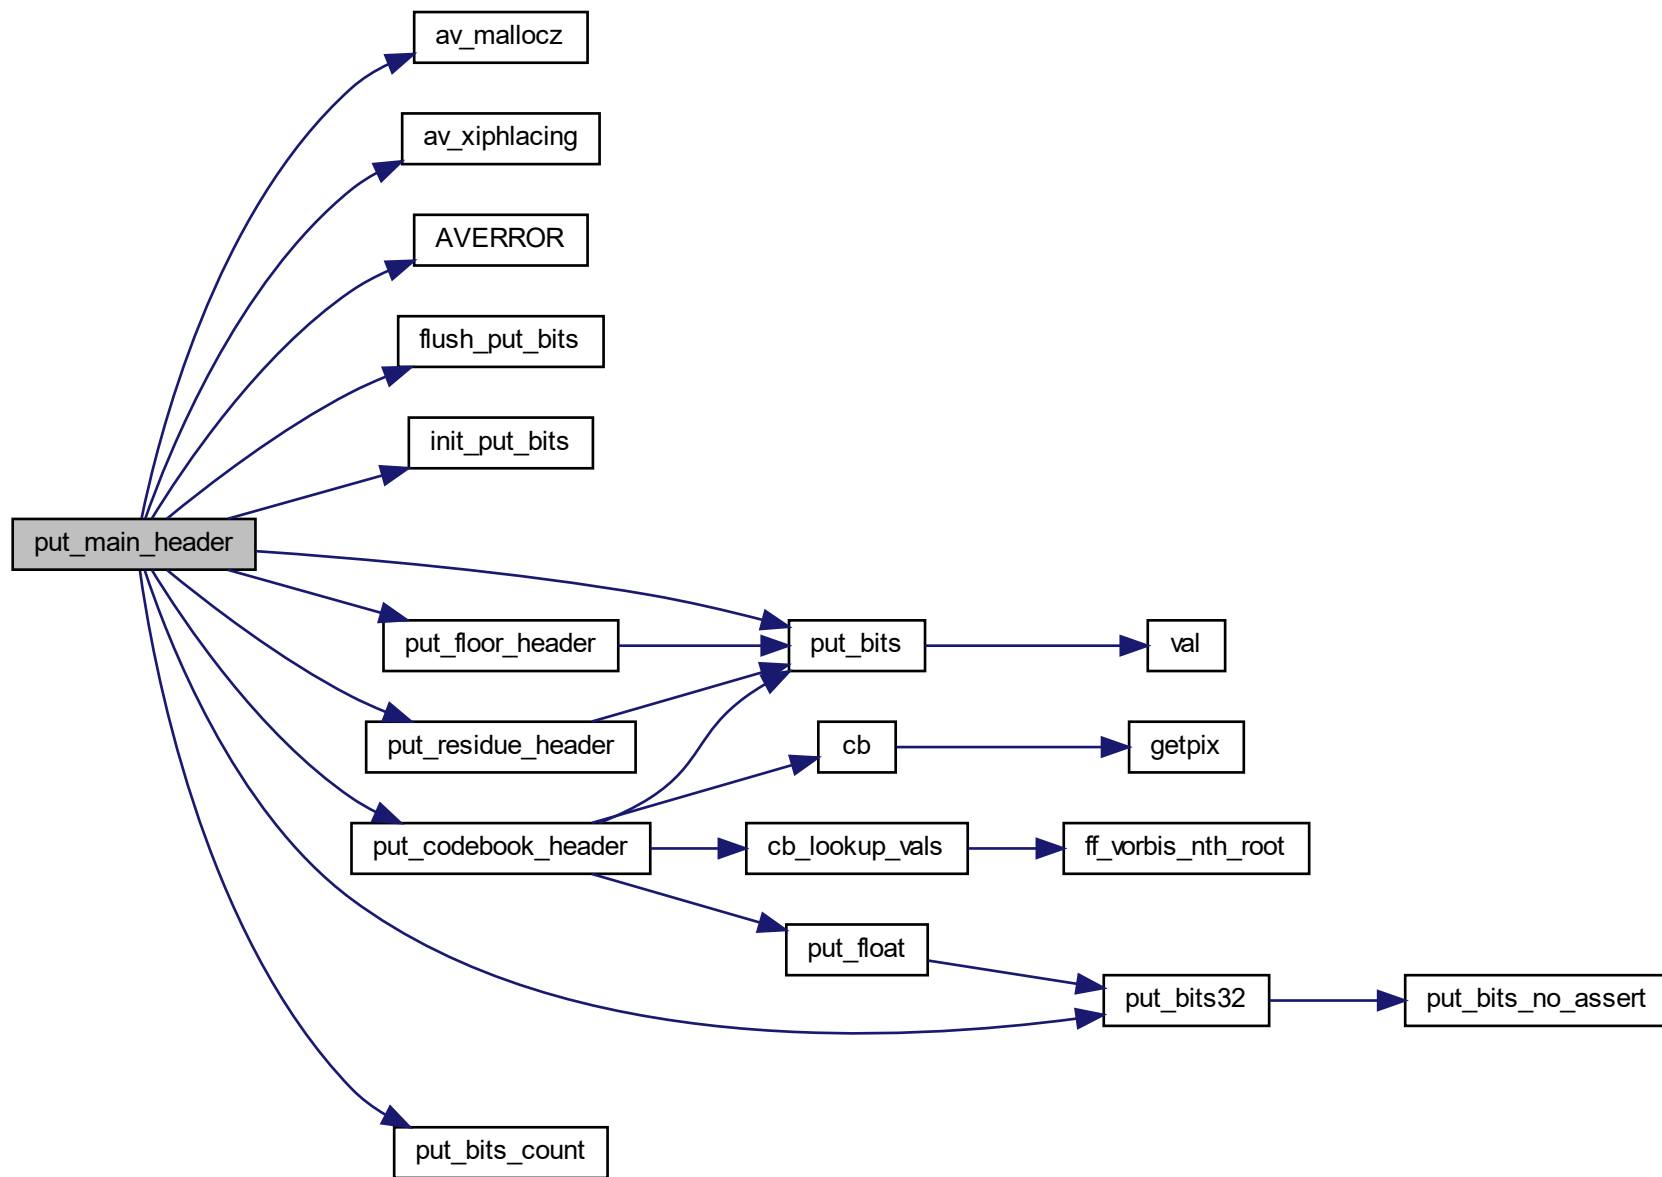 av_mallocz
av_xiphlacing
AVERROR
flush_put_bits
init_put_bits
put_main_header
put_floor_header
put_bits
val
put_residue_header
cb
getpix
put_codebook_header
cb_lookup_vals
ff_vorbis_nth_root
put_float
put_bits32
put_bits_no_assert
put_bits_count